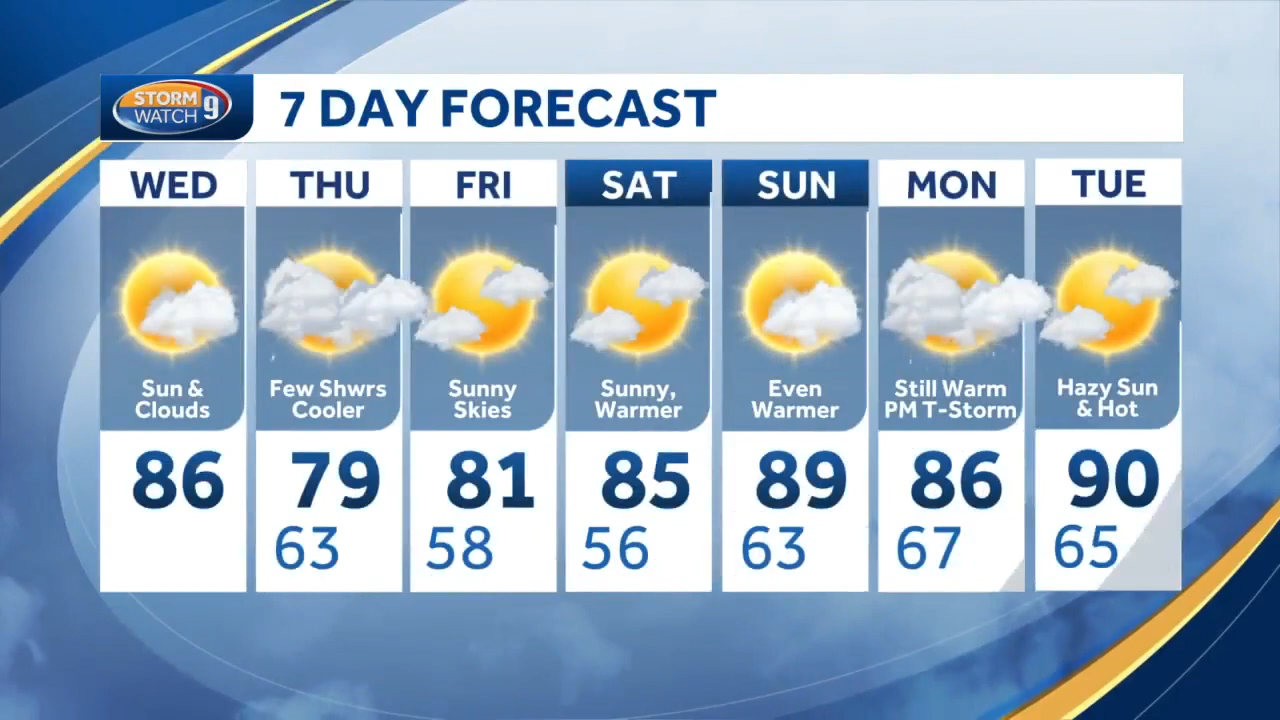 STORM
WATCH 9
7 DAY FORECAST
WED
Sun &
Clouds
86
THU
Few Shwrs
Cooler
79
63
FRI
Sunny
Skies
81
58
SAT
Sunny,
Warmer
85
56
SUN
Even
Warmer
89
63
MON
Still Warm
PM T-Storm
86
67
TUE
Hazy Sun
& Hot
90
65